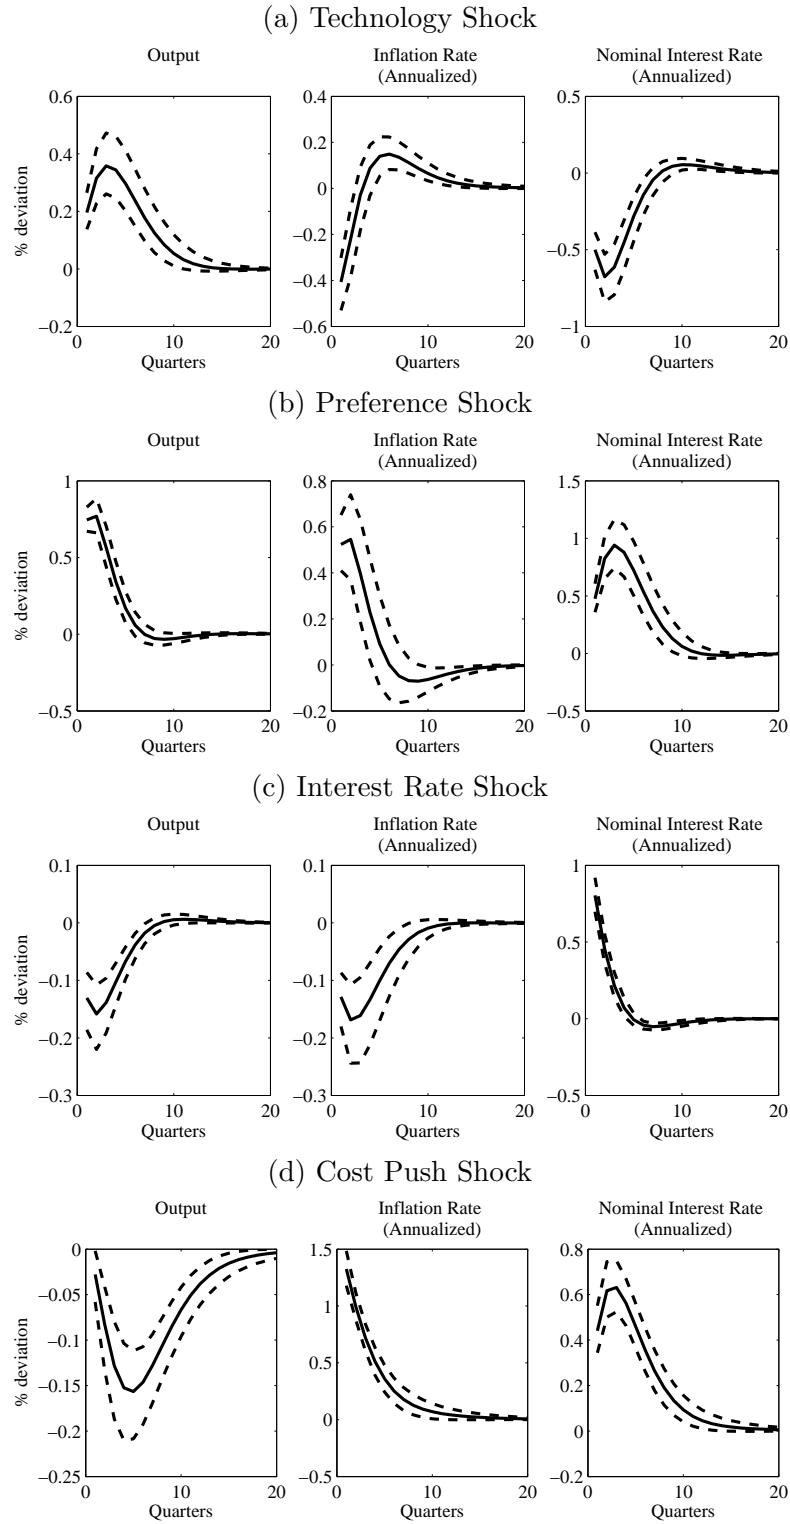 (a) Technology Shock
Output
Inflation Rate
(Annualized)
Nominal Interest Rate
(Annualized)
% deviation
0.6
0.4
0.2
0
−0.2
0
10
20
Quarters
0.4
0.2
0
−0.2
−0.4
−0.6
0
10
20
Quarters
0.5
0
−0.5
−1
0
10
20
Quarters
(b) Preference Shock
Output
Inflation Rate
(Annualized)
Nominal Interest Rate
(Annualized)
% deviation
1
0.5
0
−0.5
0
10
20
Quarters
0.8
0.6
0.4
0.2
0
−0.2
0
10
20
Quarters
1.5
1
0.5
0
−0.5
0
10
20
Quarters
(c) Interest Rate Shock
Output
Inflation Rate
(Annualized)
Nominal Interest Rate
(Annualized)
% deviation
0.1
0
−0.1
−0.2
−0.3
0
10
20
Quarters
0.1
0
−0.1
−0.2
−0.3
0
10
20
Quarters
1
0.5
0
−0.5
0
10
20
Quarters
(d) Cost Push Shock
Output
Inflation Rate
(Annualized)
Nominal Interest Rate
(Annualized)
% deviation
0
−0.05
−0.1
−0.15
−0.2
−0.25
0
10
20
Quarters
1.5
1
0.5
0
−0.5
0
10
20
Quarters
0.8
0.6
0.4
0.2
0
−0.2
0
10
20
Quarters